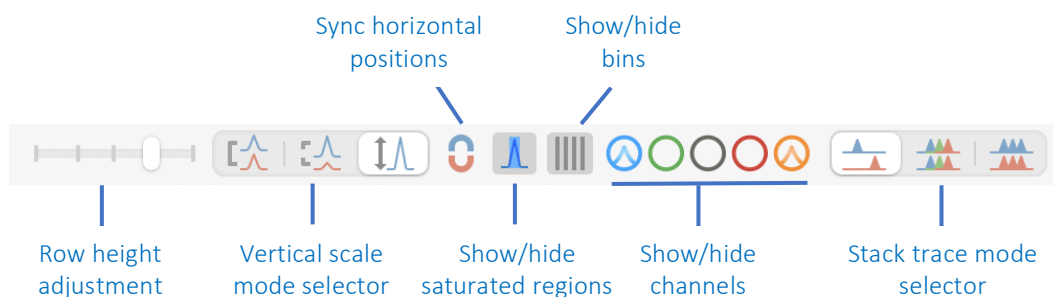 Sync horizontal
positions
Show/hide
bins
Row height
adjustment
Vertical scale
mode selector
Show/hide
saturated regions
Show/hide
channels
Stack trace mode
selector